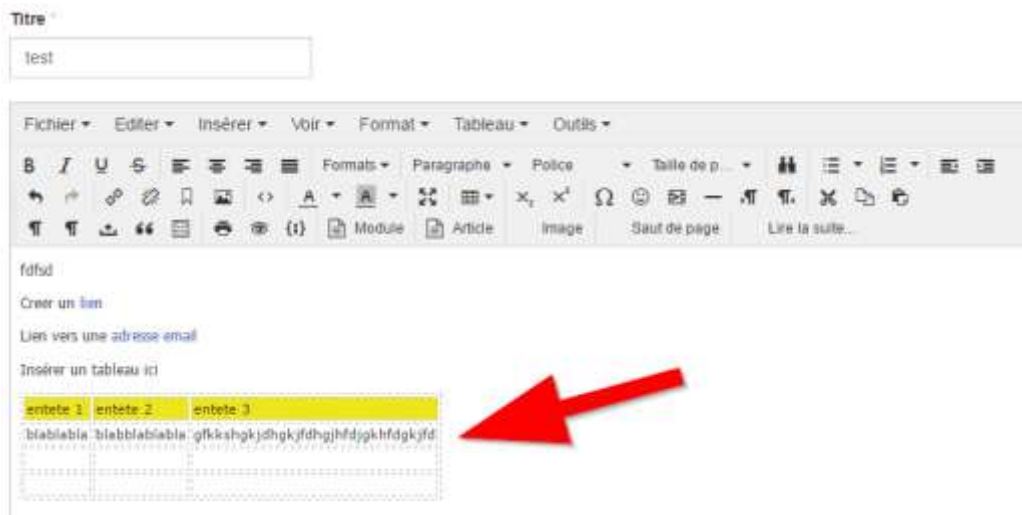 Titre *
test
Fichier Editer Insérer Voir Format Tableau Outils
B I U S Formats Paragraphe Police Taille de p...
A A x₂ x² Ω
{;} Module Article Image Saut de page Lire la suite...
fdfsd
Creer un lien
Lien vers une adresse email
Insérer un tableau ici
entete 1 entete 2 entete 3
blablabla blabblablabla